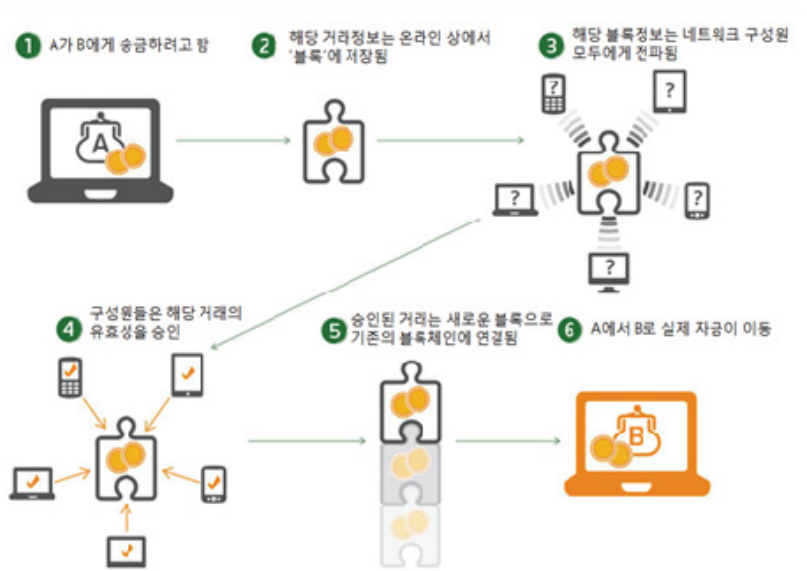 1 A가 B에게 송금하려고 함
2 해당 거래정보는 온라인 상에서
'블록'에 저장됨
3 해당 블록정보는 네트워크 구성원
모두에게 전파됨
A
?
?
?
?
?
4 구성원들은 해당 거래의
유효성을 승인
5 승인된 거래는 새로운 블록으로
기존의 블록체인에 연결됨
6 A에서 B로 실제 자금이 이동
B